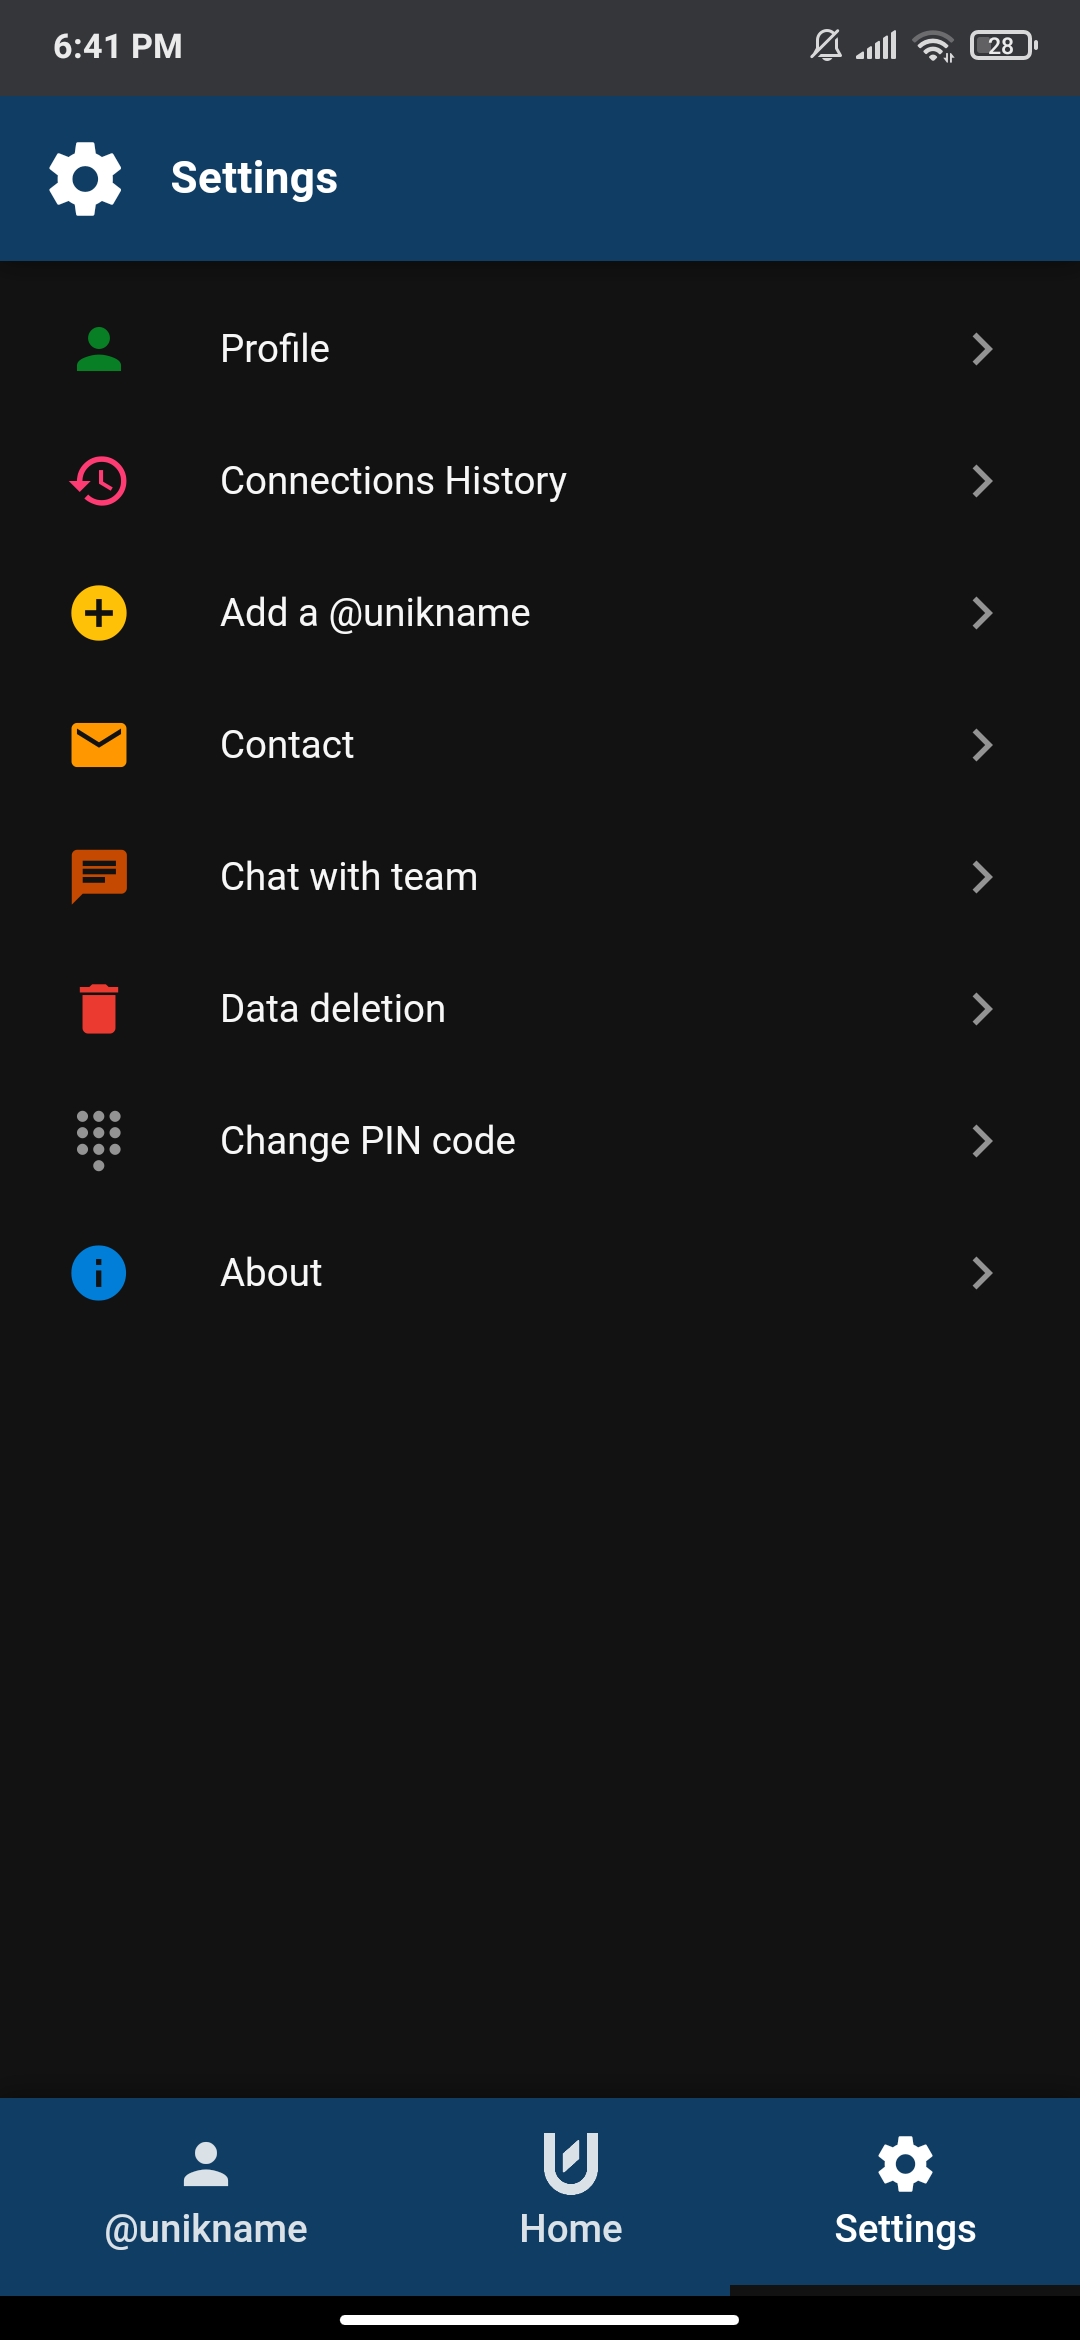 6:41 PM
28
Settings
Profile
Connections History
Add a @unikname
Contact
Chat with team
Data deletion
Change PIN code
About
@unikname
Home
Settings